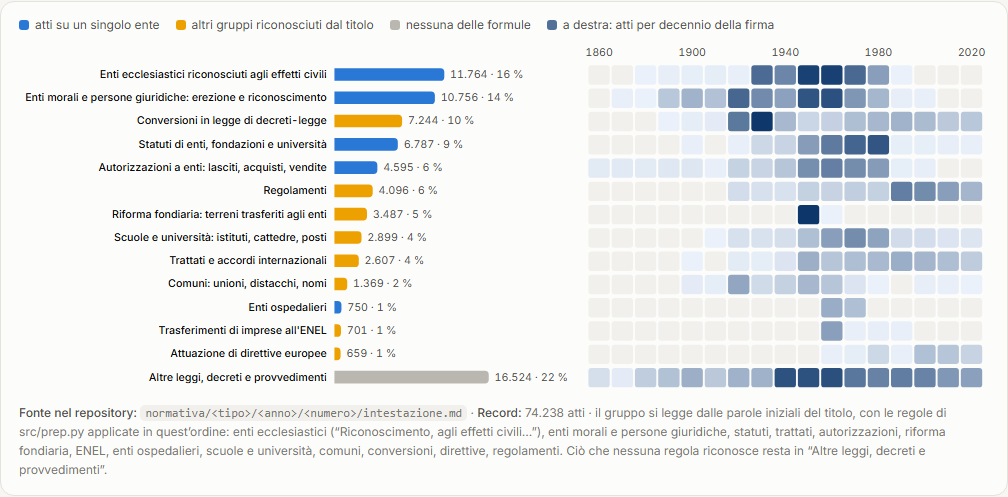 atti su un singolo ente altri gruppi riconosciuti dal titolo nessuna delle formule a destra: atti per decennio della firma
1860 1900 1940 1980 2020
Enti ecclesiastici riconosciuti agli effetti civili 11.764 · 16 %
Enti morali e persone giuridiche: erezione e riconoscimento 10.756 · 14 %
Conversioni in legge di decreti-legge 7.244 · 10 %
Statuti di enti, fondazioni e università 6.787 · 9 %
Autorizzazioni a enti: lasciti, acquisti, vendite 4.595 · 6 %
Regolamenti 4.096 · 6 %
Riforma fondiaria: terreni trasferiti agli enti 3.487 · 5 %
Scuole e università: istituti, cattedre, posti 2.899 · 4 %
Trattati e accordi internazionali 2.607 · 4 %
Comuni: unioni, distacchi, nomi 1.369 · 2 %
Enti ospedalieri 750 · 1 %
Trasferimenti di imprese all'ENEL 701 · 1 %
Attuazione di direttive europee 659 · 1 %
Altre leggi, decreti e provvedimenti 16.524 · 22 %
Fonte nel repository: normativa/<tipo>/<anno>/<numero>/intestazione.md · Record: 74.238 atti · il gruppo si legge dalle parole iniziali del titolo, con le regole di
src/prep.py applicate in quest'ordine: enti ecclesiastici (“Riconoscimento, agli effetti civili…”), enti morali e persone giuridiche, statuti, trattati, autorizzazioni, riforma
fondiaria, ENEL, enti ospedalieri, scuole e università, comuni, conversioni, direttive, regolamenti. Ciò che nessuna regola riconosce resta in “Altre leggi, decreti e
provvedimenti”.